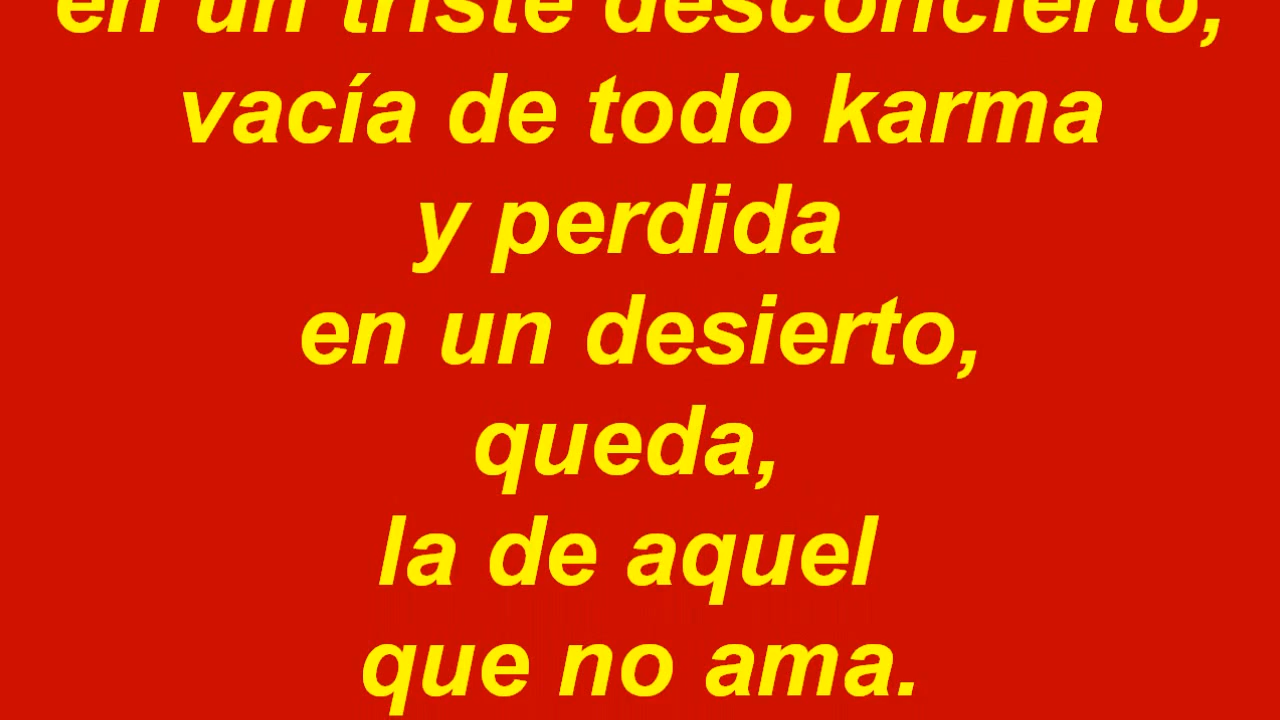 en un triste desconcierto,
vacía de todo karma
y perdida
en un desierto,
queda,
la de aquel
que no ama.